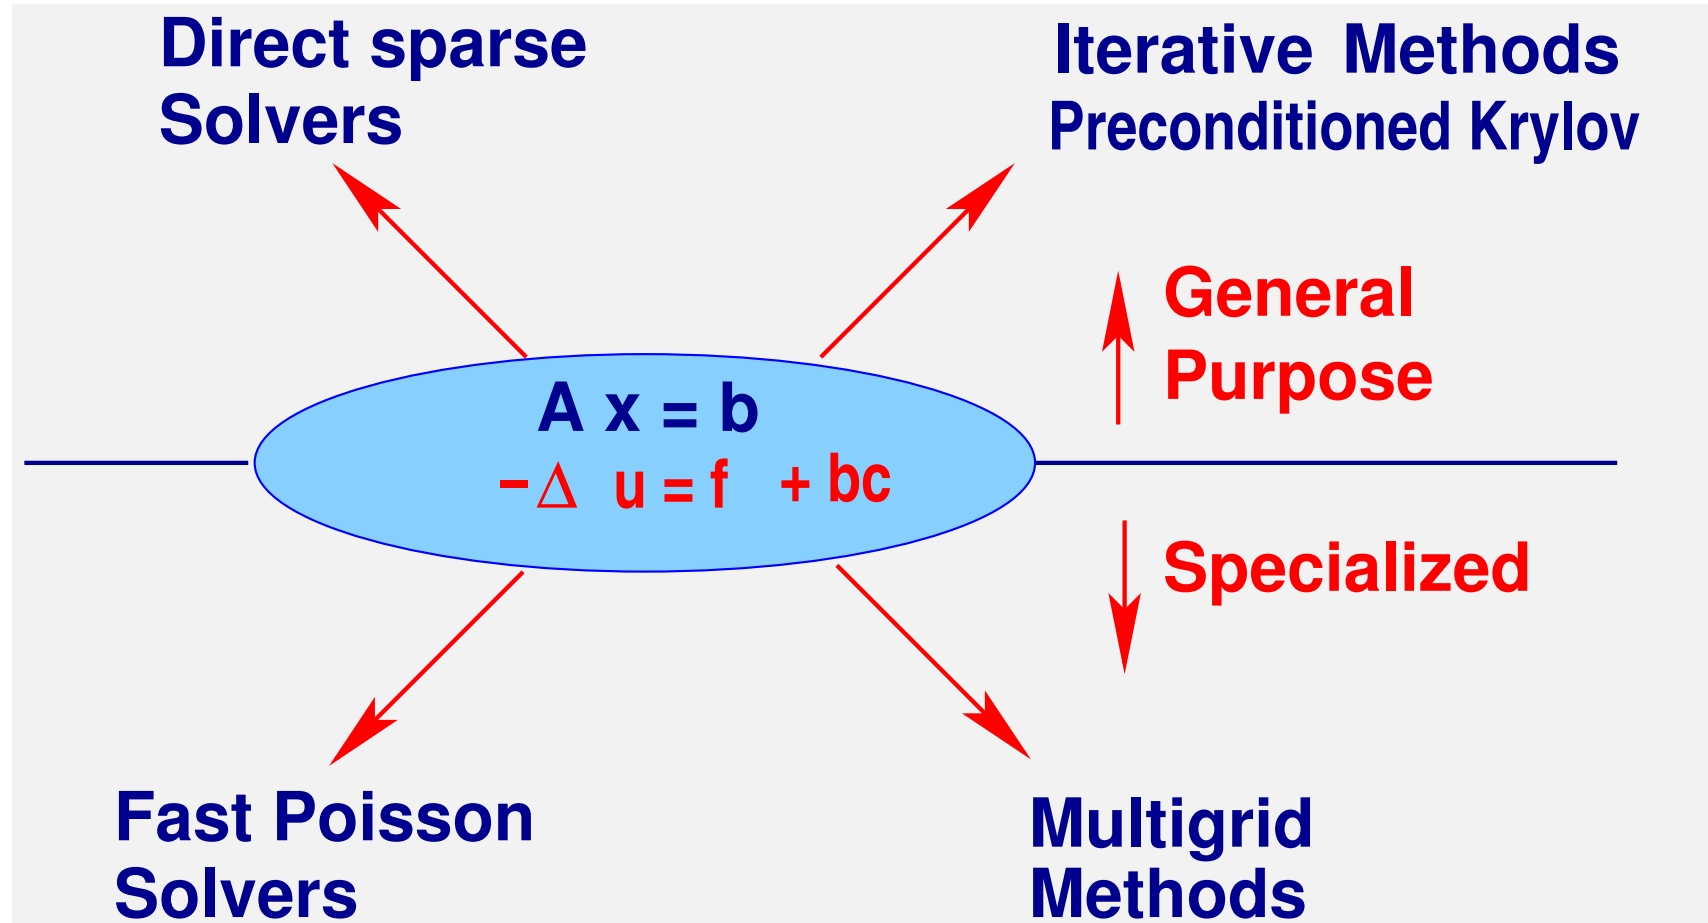 Direct sparse
Solvers
Iterative Methods
Preconditioned Krylov
General
Purpose
A x = b
−Δ u = f + bc
Specialized
Fast Poisson
Solvers
Multigrid
Methods